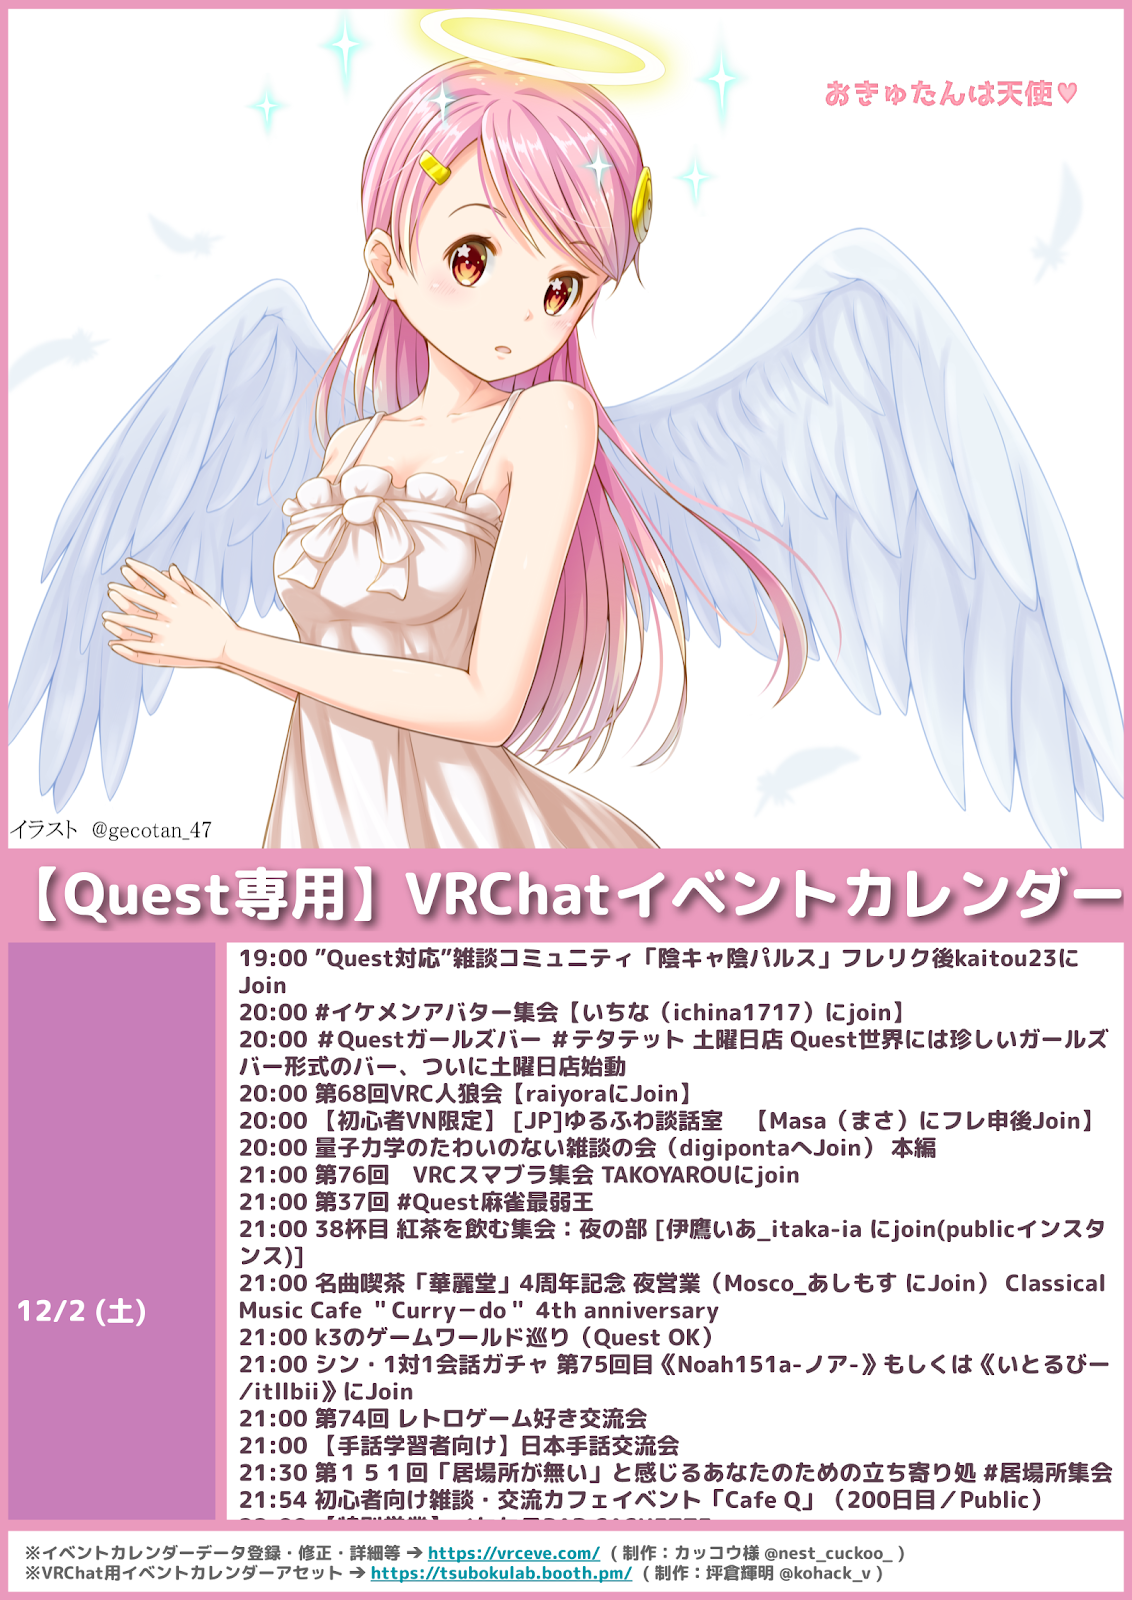 おきゅたんは天使♥
イラスト @gecotan_47
【Quest専用】VRChatイベントカレンダー
12/2 (土)
19:00 ”Quest対応”雑談コミュニティ「陰キャ陰パルス」フレリク後kaitou23に
Join
20:00 #イケメンアバター集会【いちな（ichina1717）にjoin】
20:00 ＃Questガールズバー ＃テタテット 土曜日店 Quest世界には珍しいガールズ
バー形式のバー、ついに土曜日店始動
20:00 第68回VRC人狼会【raiyoraにJoin】
20:00 【初心者VN限定】 [JP]ゆるふわ談話室　【Masa（まさ）にフレ申後Join】
20:00 量子力学のたわいのない雑談の会（digipontaへJoin） 本編
21:00 第76回　VRCスマブラ集会 TAKOYAROUにjoin
21:00 第37回 #Quest麻雀最弱王
21:00 38杯目 紅茶を飲む集会：夜の部 [伊鷹いあ_itaka-ia にjoin(publicインスタ
ンス)]
21:00 名曲喫茶「華麗堂」4周年記念 夜営業（Mosco_あしもす にJoin） Classical
Music Cafe ＂Curry－do＂ 4th anniversary
21:00 k3のゲームワールド巡り（Quest OK）
21:00 シン・1対1会話ガチャ 第75回目《Noah151a-ノア-》もしくは《いとるびー
/itllbii》にJoin
21:00 第74回 レトロゲーム好き交流会
21:00 【手話学習者向け】日本手話交流会
21:30 第１５１回「居場所が無い」と感じるあなたのための立ち寄り処 #居場所集会
21:54 初心者向け雑談・交流カフェイベント「Cafe Q」（200日目／Public）
※イベントカレンダーデータ登録・修正・詳細等 ➔ https://vrceve.com/ ( 制作：カッコウ様 @nest_cuckoo_ )
※VRChat用イベントカレンダーアセット ➔ https://tsubokulab.booth.pm/ ( 制作：坪倉輝明 @kohack_v )